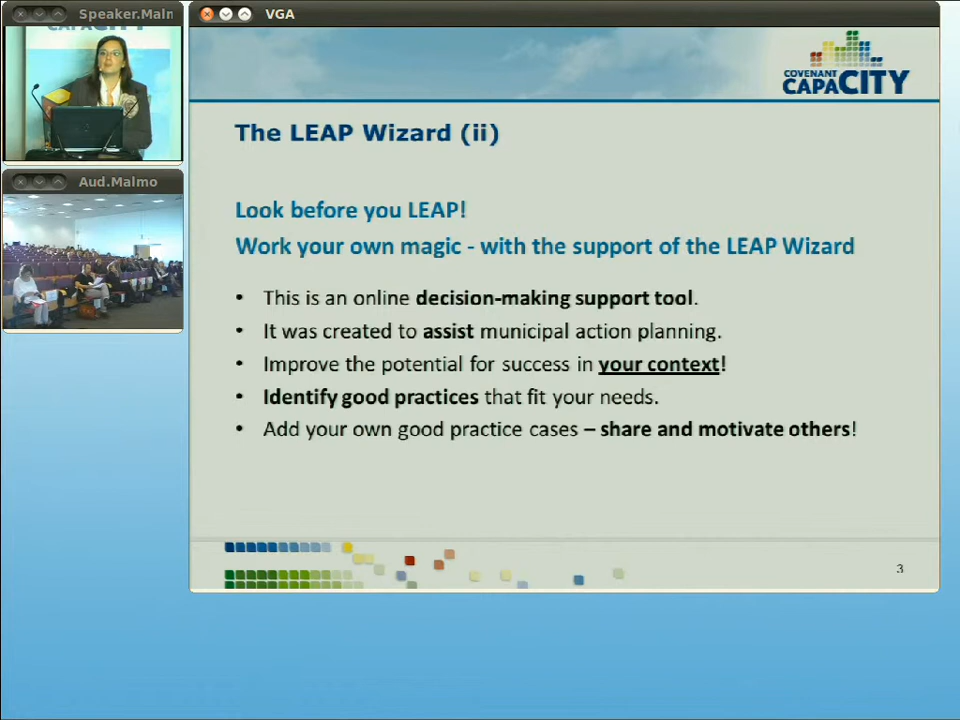 Speaker.Malm
VGA
COVENANT
CAPACITY
The LEAP Wizard (ii)
Aud.Malmo
Look before you LEAP!
Work your own magic - with the support of the LEAP Wizard
• This is an online decision-making support tool.
• It was created to assist municipal action planning.
• Improve the potential for success in your context!
• Identify good practices that fit your needs.
• Add your own good practice cases – share and motivate others!
3